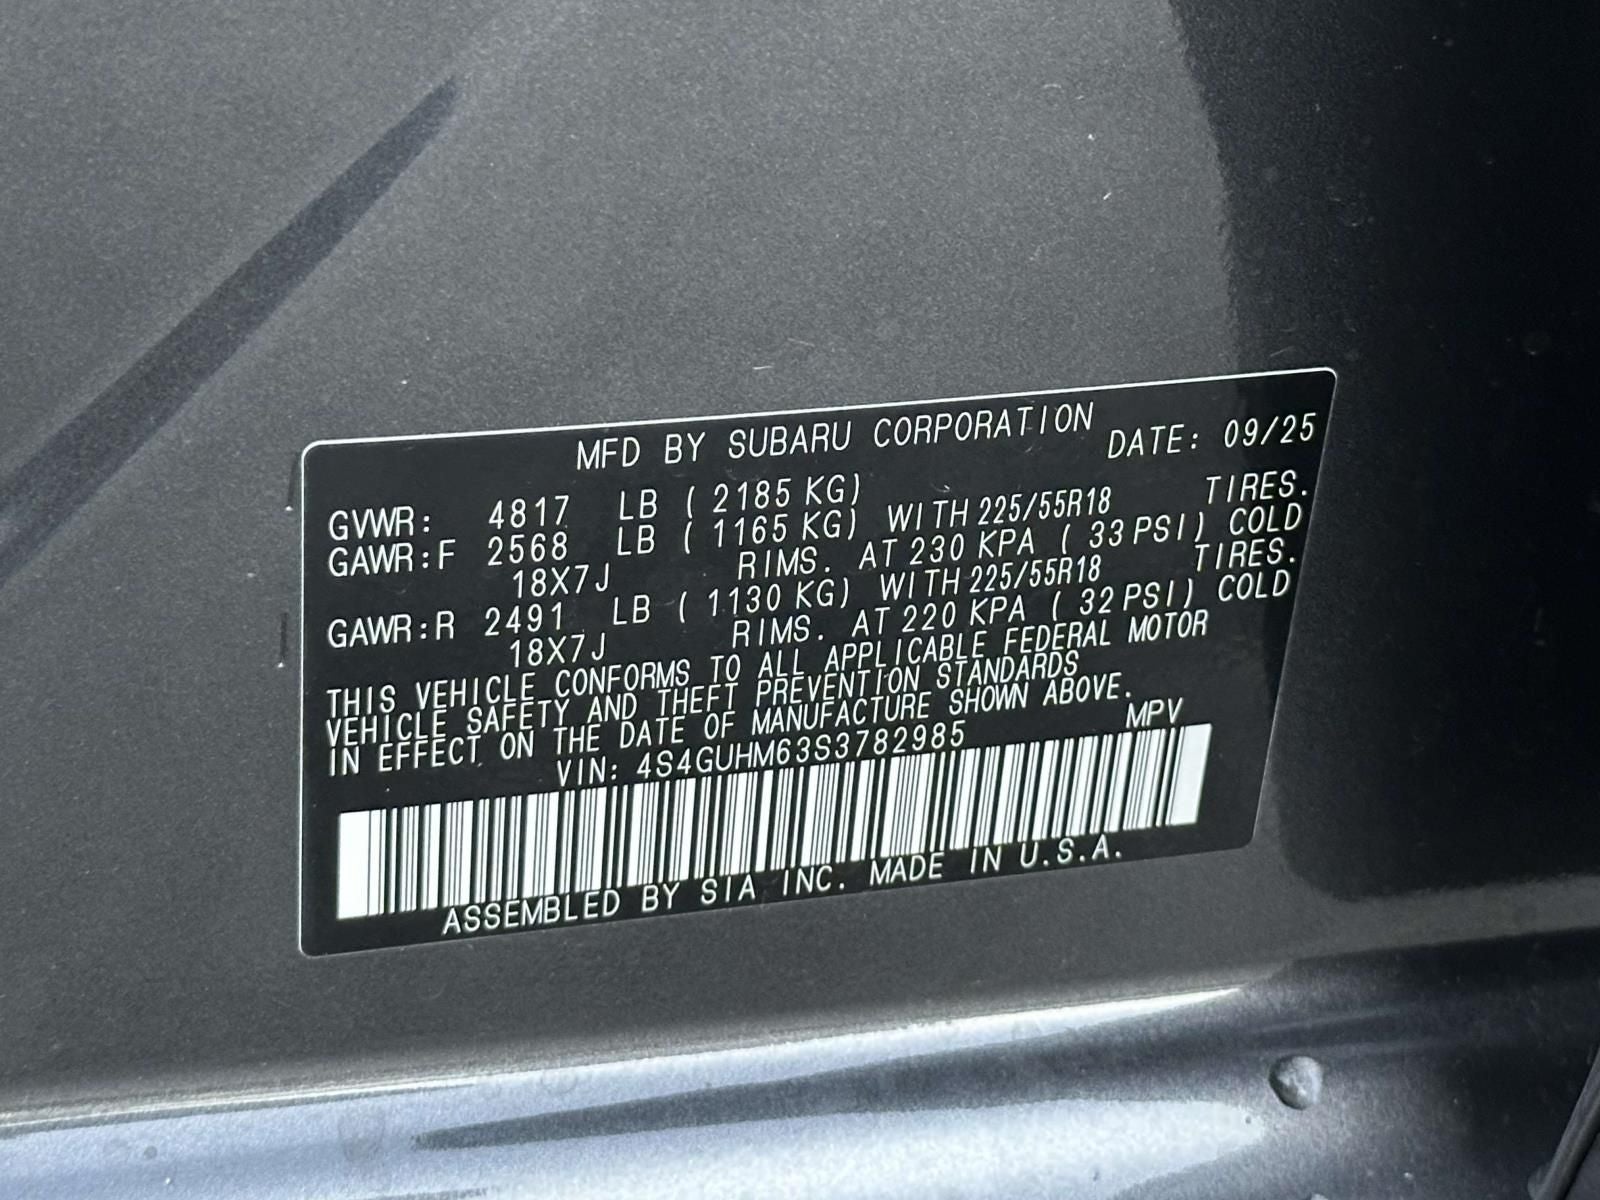 MFD BY SUBARU CORPORATION DATE: 09/25
GVWR: 4817 LB (2185 KG)
GAWR:F 2568 LB (1165 KG) WITH 225/55R18 TIRES.
18X7J RIMS. AT 230 KPA (33 PSI) COLD
GAWR:R 2491 LB (1130 KG) WITH 225/55R18 TIRES.
18X7J RIMS. AT 220 KPA (32 PSI) COLD
THIS VEHICLE CONFORMS TO ALL APPLICABLE FEDERAL MOTOR
VEHICLE SAFETY AND THEFT PREVENTION STANDARDS
IN EFFECT ON THE DATE OF MANUFACTURE SHOWN ABOVE.
VIN: 4S4GUHM63S3782985 MPV
ASSEMBLED BY SIA INC. MADE IN U.S.A.